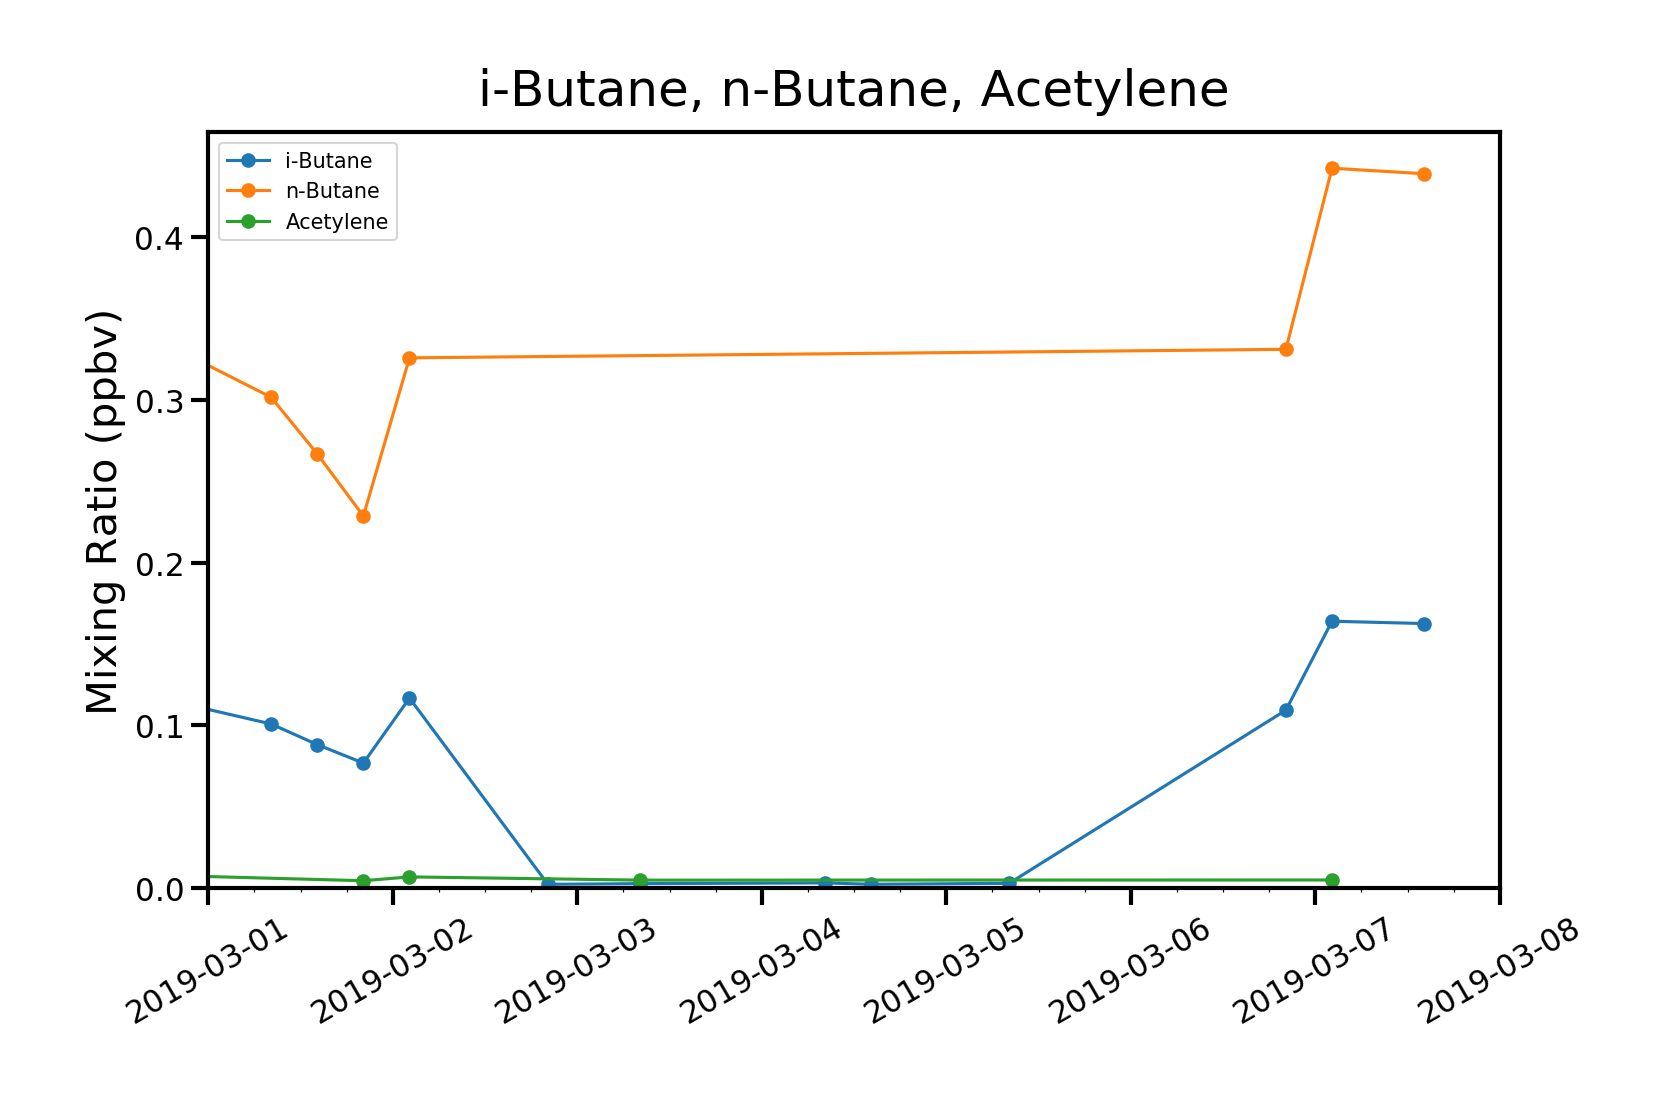 i-Butane, n-Butane, Acetylene
i-Butane
n-Butane
Acetylene
Mixing Ratio (ppbv)
0.4
0.3
0.2
0.1
0.0
2019-03-01
2019-03-02
2019-03-03
2019-03-04
2019-03-05
2019-03-06
2019-03-07
2019-03-08